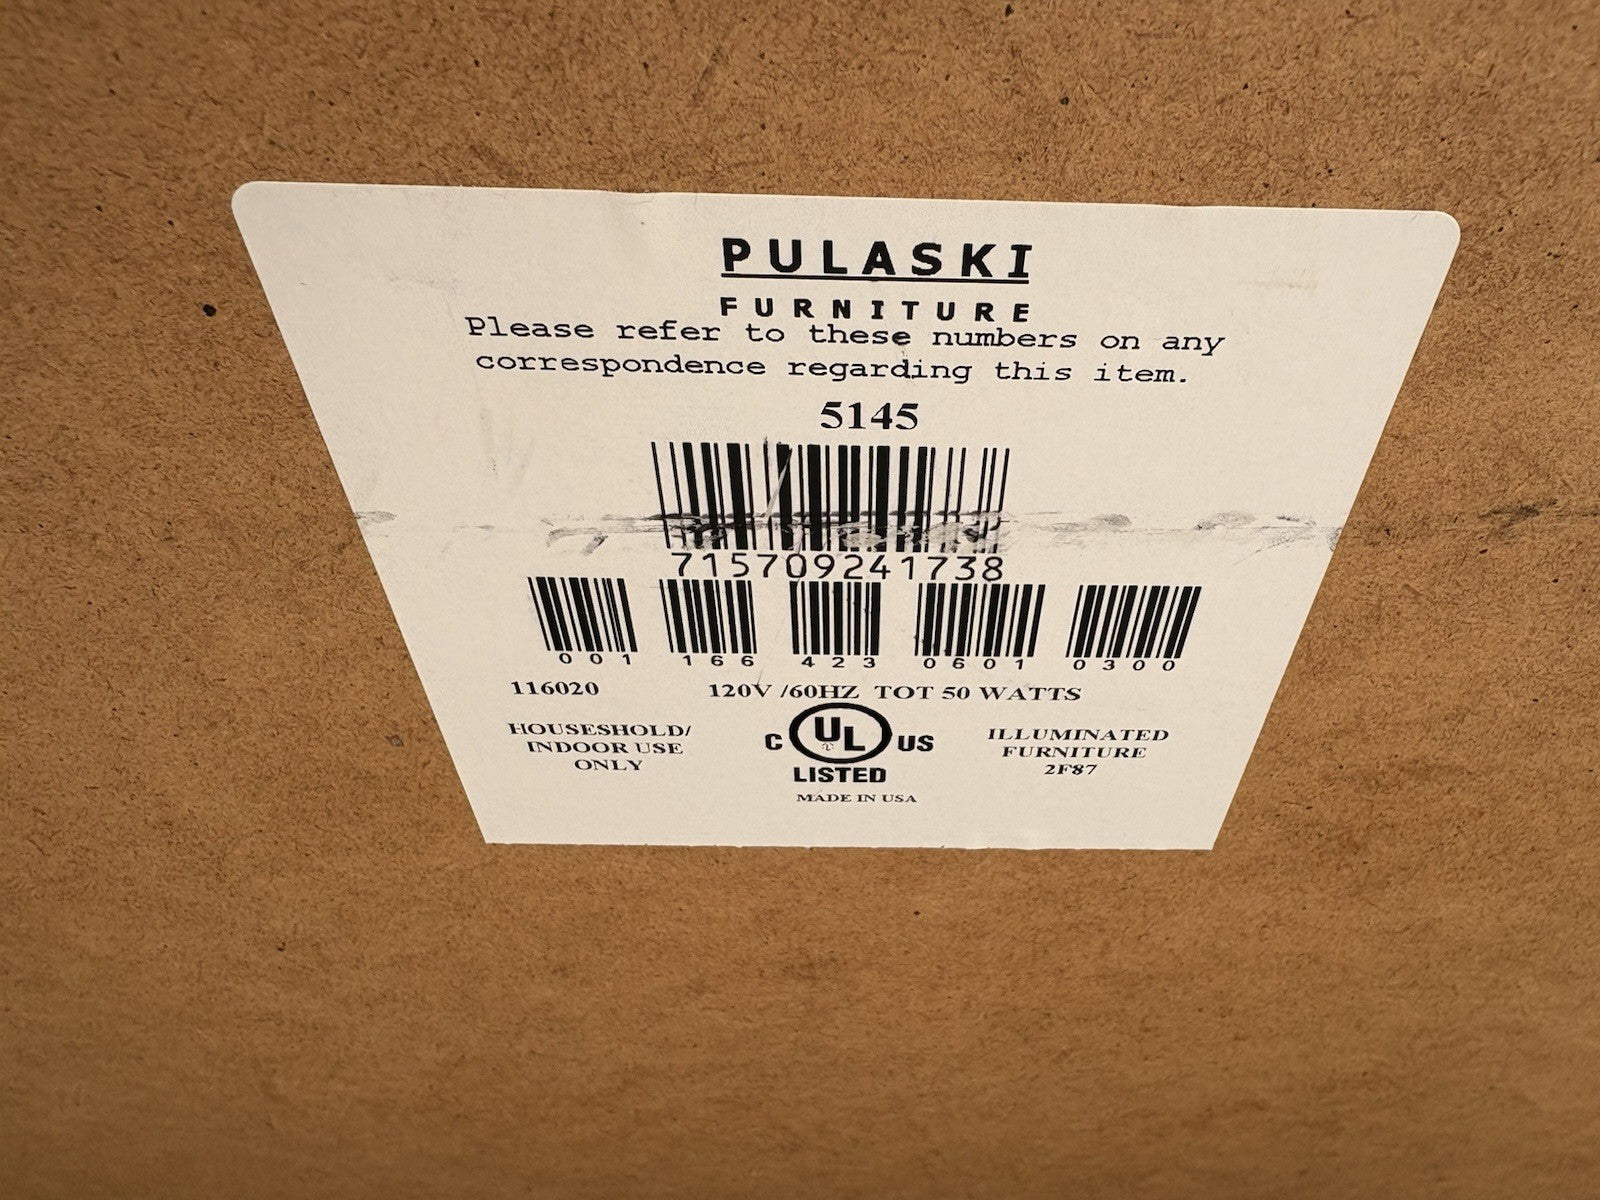 PULASKI
FURNITURE
Please refer to these numbers on any
correspondence regarding this item.
5145
715709241738
001 166 423 0601 0300
116020 120V /60HZ TOT 50 WATTS
HOUSESHOLD/
INDOOR USE
ONLY
C UL US
LISTED
MADE IN USA
ILLUMINATED
FURNITURE
2F87